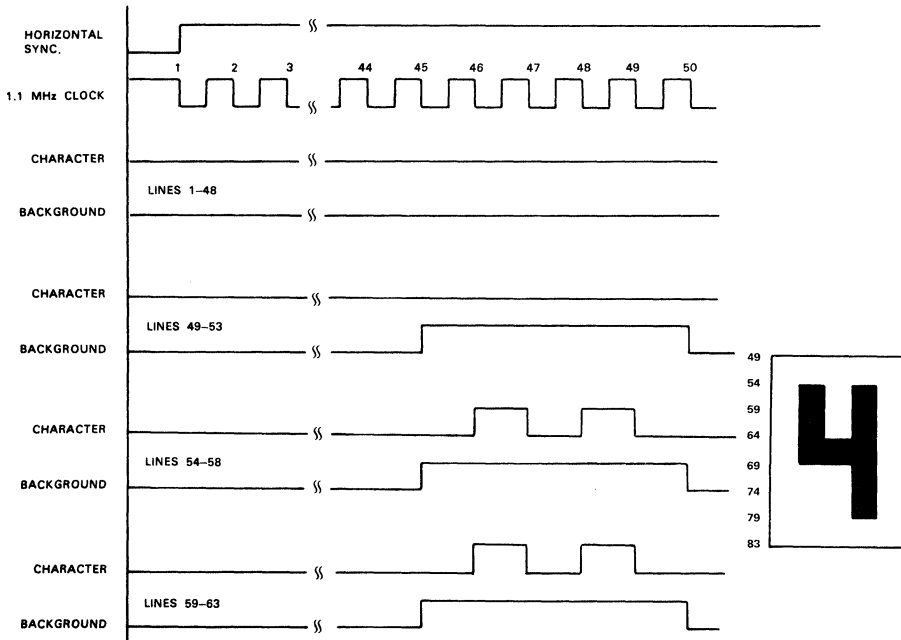 HORIZONTAL
SYNC.
1 2 3 44 45 46 47 48 49 50
1.1 MHz CLOCK
CHARACTER
LINES 1–48
BACKGROUND
CHARACTER
LINES 49–53
BACKGROUND
49
54
59
64
69
74
79
83
4
CHARACTER
LINES 54–58
BACKGROUND
CHARACTER
LINES 59–63
BACKGROUND